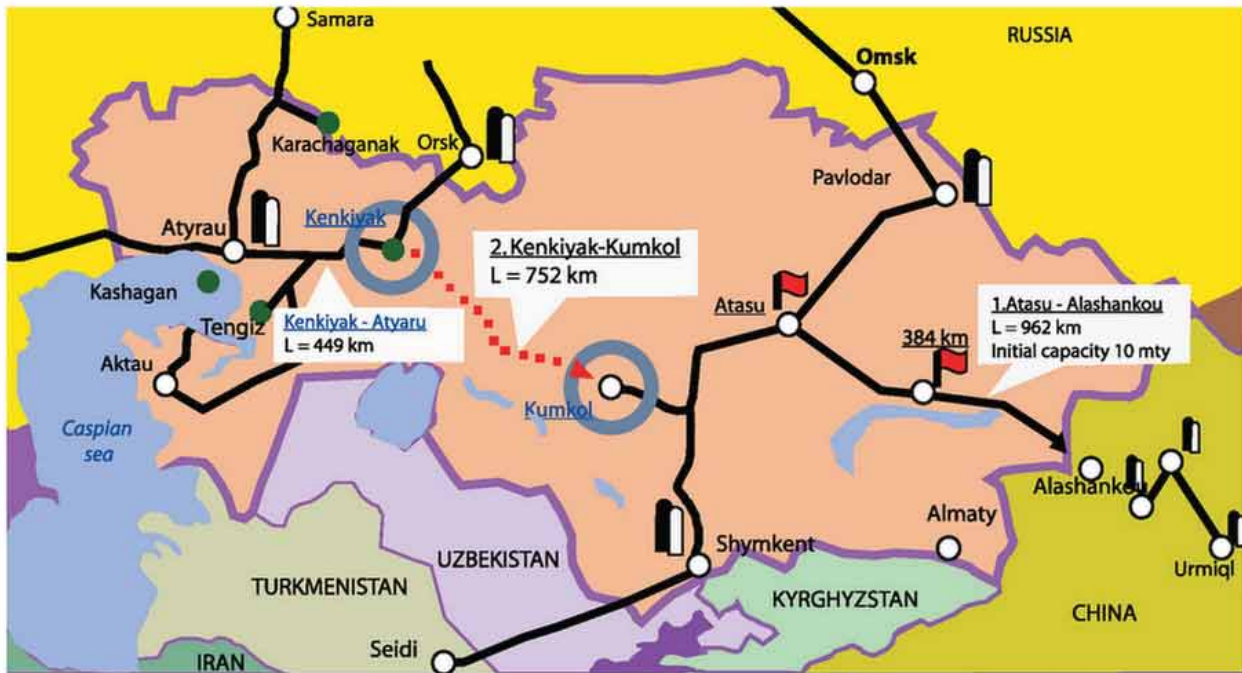 Samara
RUSSIA
Omsk
Karachaganak
Orsk
Pavlodar
Kenkiyak
Atyrau
2. Kenkiyak-Kumkol
L = 752 km
Kashagan
Tengiz
Kenkiyak - Atyaru
L = 449 km
Atasu
384 km
1.Atasu - Alashankou
L = 962 km
Initial capacity 10 mty
Aktau
Kumkol
Caspian
sea
Alashankou
Almaty
Shymkent
Urmiql
UZBEKISTAN
TURKMENISTAN
KYRGHYZSTAN
CHINA
Seidi
IRAN